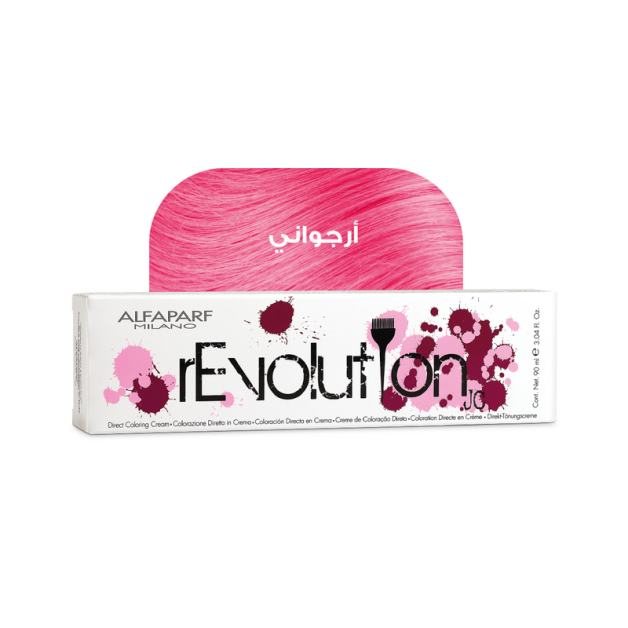 أرجواني
ALFAPARF
MILANO
rEvolution
.JC
Direct Coloring Cream • Colorazione Diretta in Crema • Coloración Directa en Crema • Creme de Coloração Direta • Coloration Directe en Crème • Direkt-Tönungscreme
Cont. Net. 90 ml ℮ 3.04 Fl. Oz.